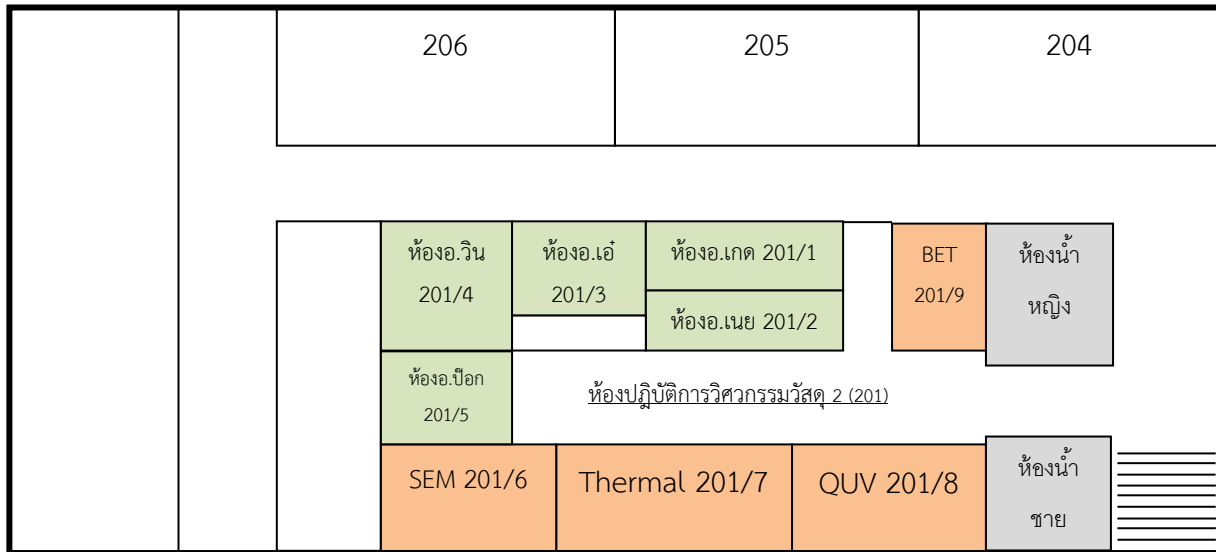 206
205
204
ห้องอ.วิน
201/4
ห้องอ.เอ๋
201/3
ห้องอ.เกด 201/1
ห้องอ.เนย 201/2
BET
201/9
ห้องน้ำ
หญิง
ห้องอ.ป๊อก
201/5
ห้องปฎิบัติการวิศวกรรมวัสดุ 2 (201)
SEM 201/6
Thermal 201/7
QUV 201/8
ห้องน้ำ
ชาย